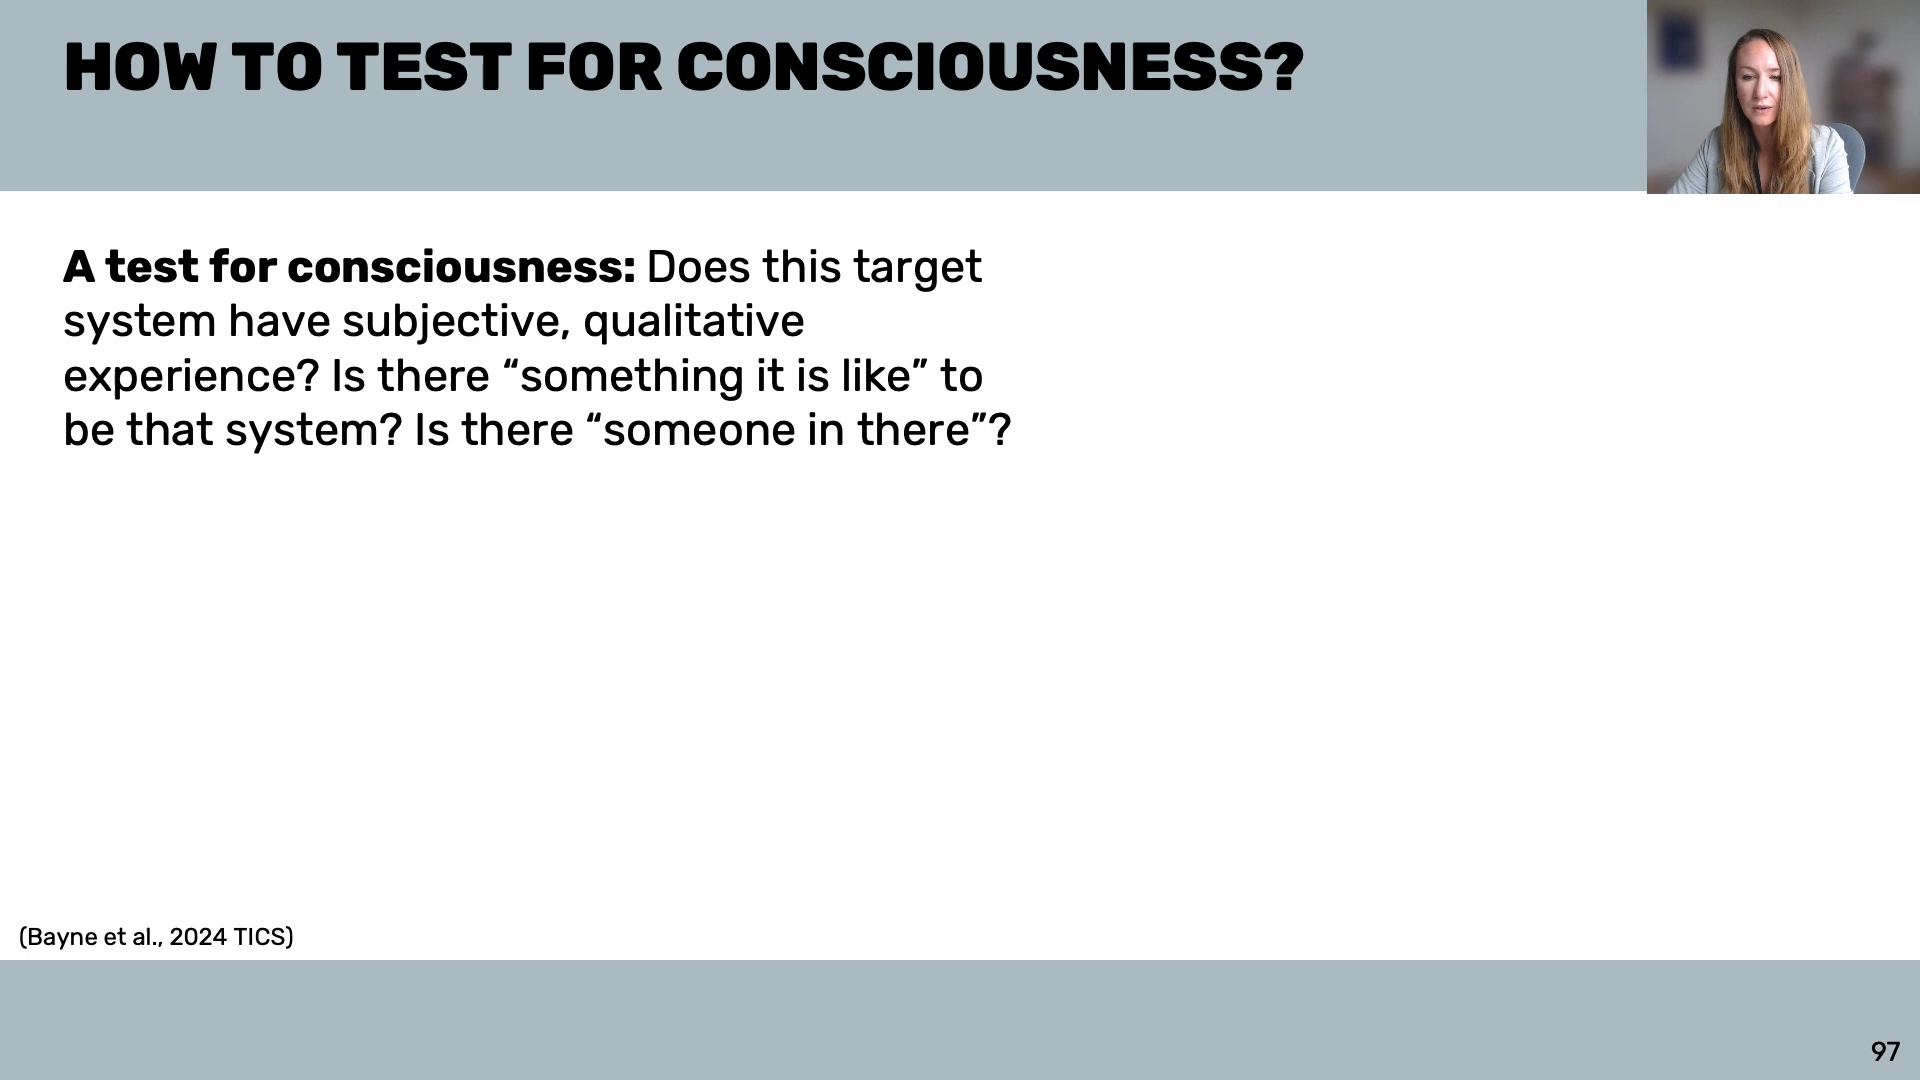 HOW TO TEST FOR CONSCIOUSNESS?
A test for consciousness: Does this target
system have subjective, qualitative
experience? Is there “something it is like” to
be that system? Is there “someone in there”?
(Bayne et al., 2024 TICS)
97